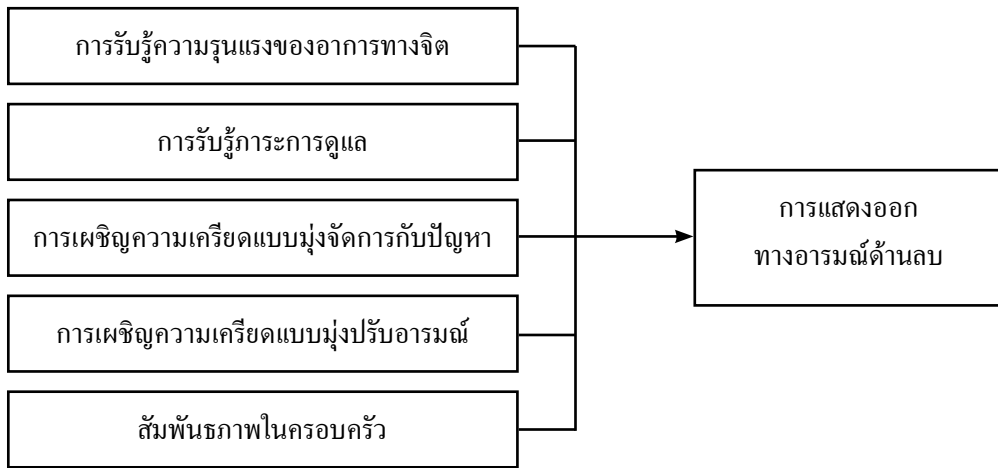 การรับรู้ความรุนแรงของอาการทางจิต
การรับรู้ภาระการดูแล
การเผชิญความเครียดแบบมุ่งจัดการกับปัญหา
การเผชิญความเครียดแบบมุ่งปรับอารมณ์
สัมพันธภาพในครอบครัว
การแสดงออก
ทางอารมณ์ด้านลบ